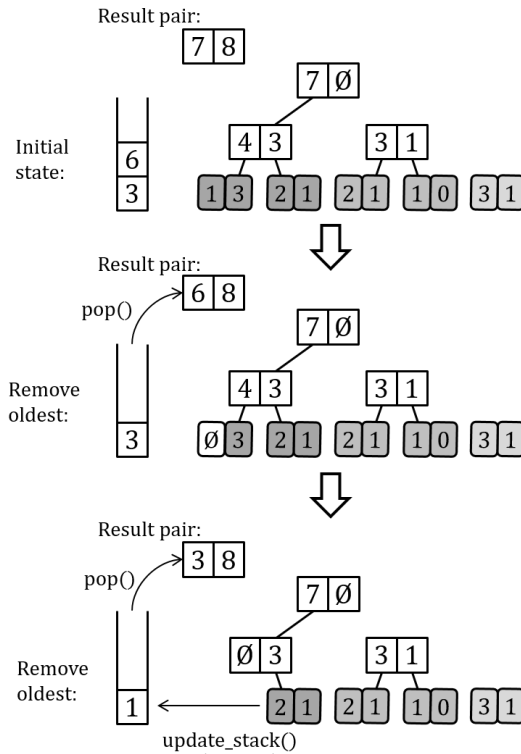 Result pair:
7 8
7 Ø
Initial state:
6
3
4 3 3 1
1 3 2 1 2 1 1 0 3 1
Result pair:
6 8
pop()
7 Ø
Remove oldest:
4 3 3 1
3
Ø 3 2 1 2 1 1 0 3 1
Result pair:
3 8
pop()
7 Ø
Remove oldest:
Ø 3 3 1
1
2 1 2 1 1 0 3 1
update_stack()